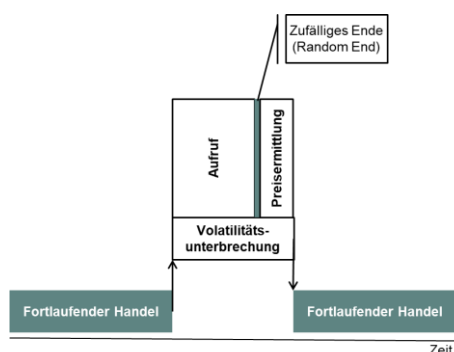 Zufälliges Ende
(Random End)
Aufruf
Preisermittlung
Volatilitäts-
unterbrechung
Fortlaufender Handel
Fortlaufender Handel
Zeit